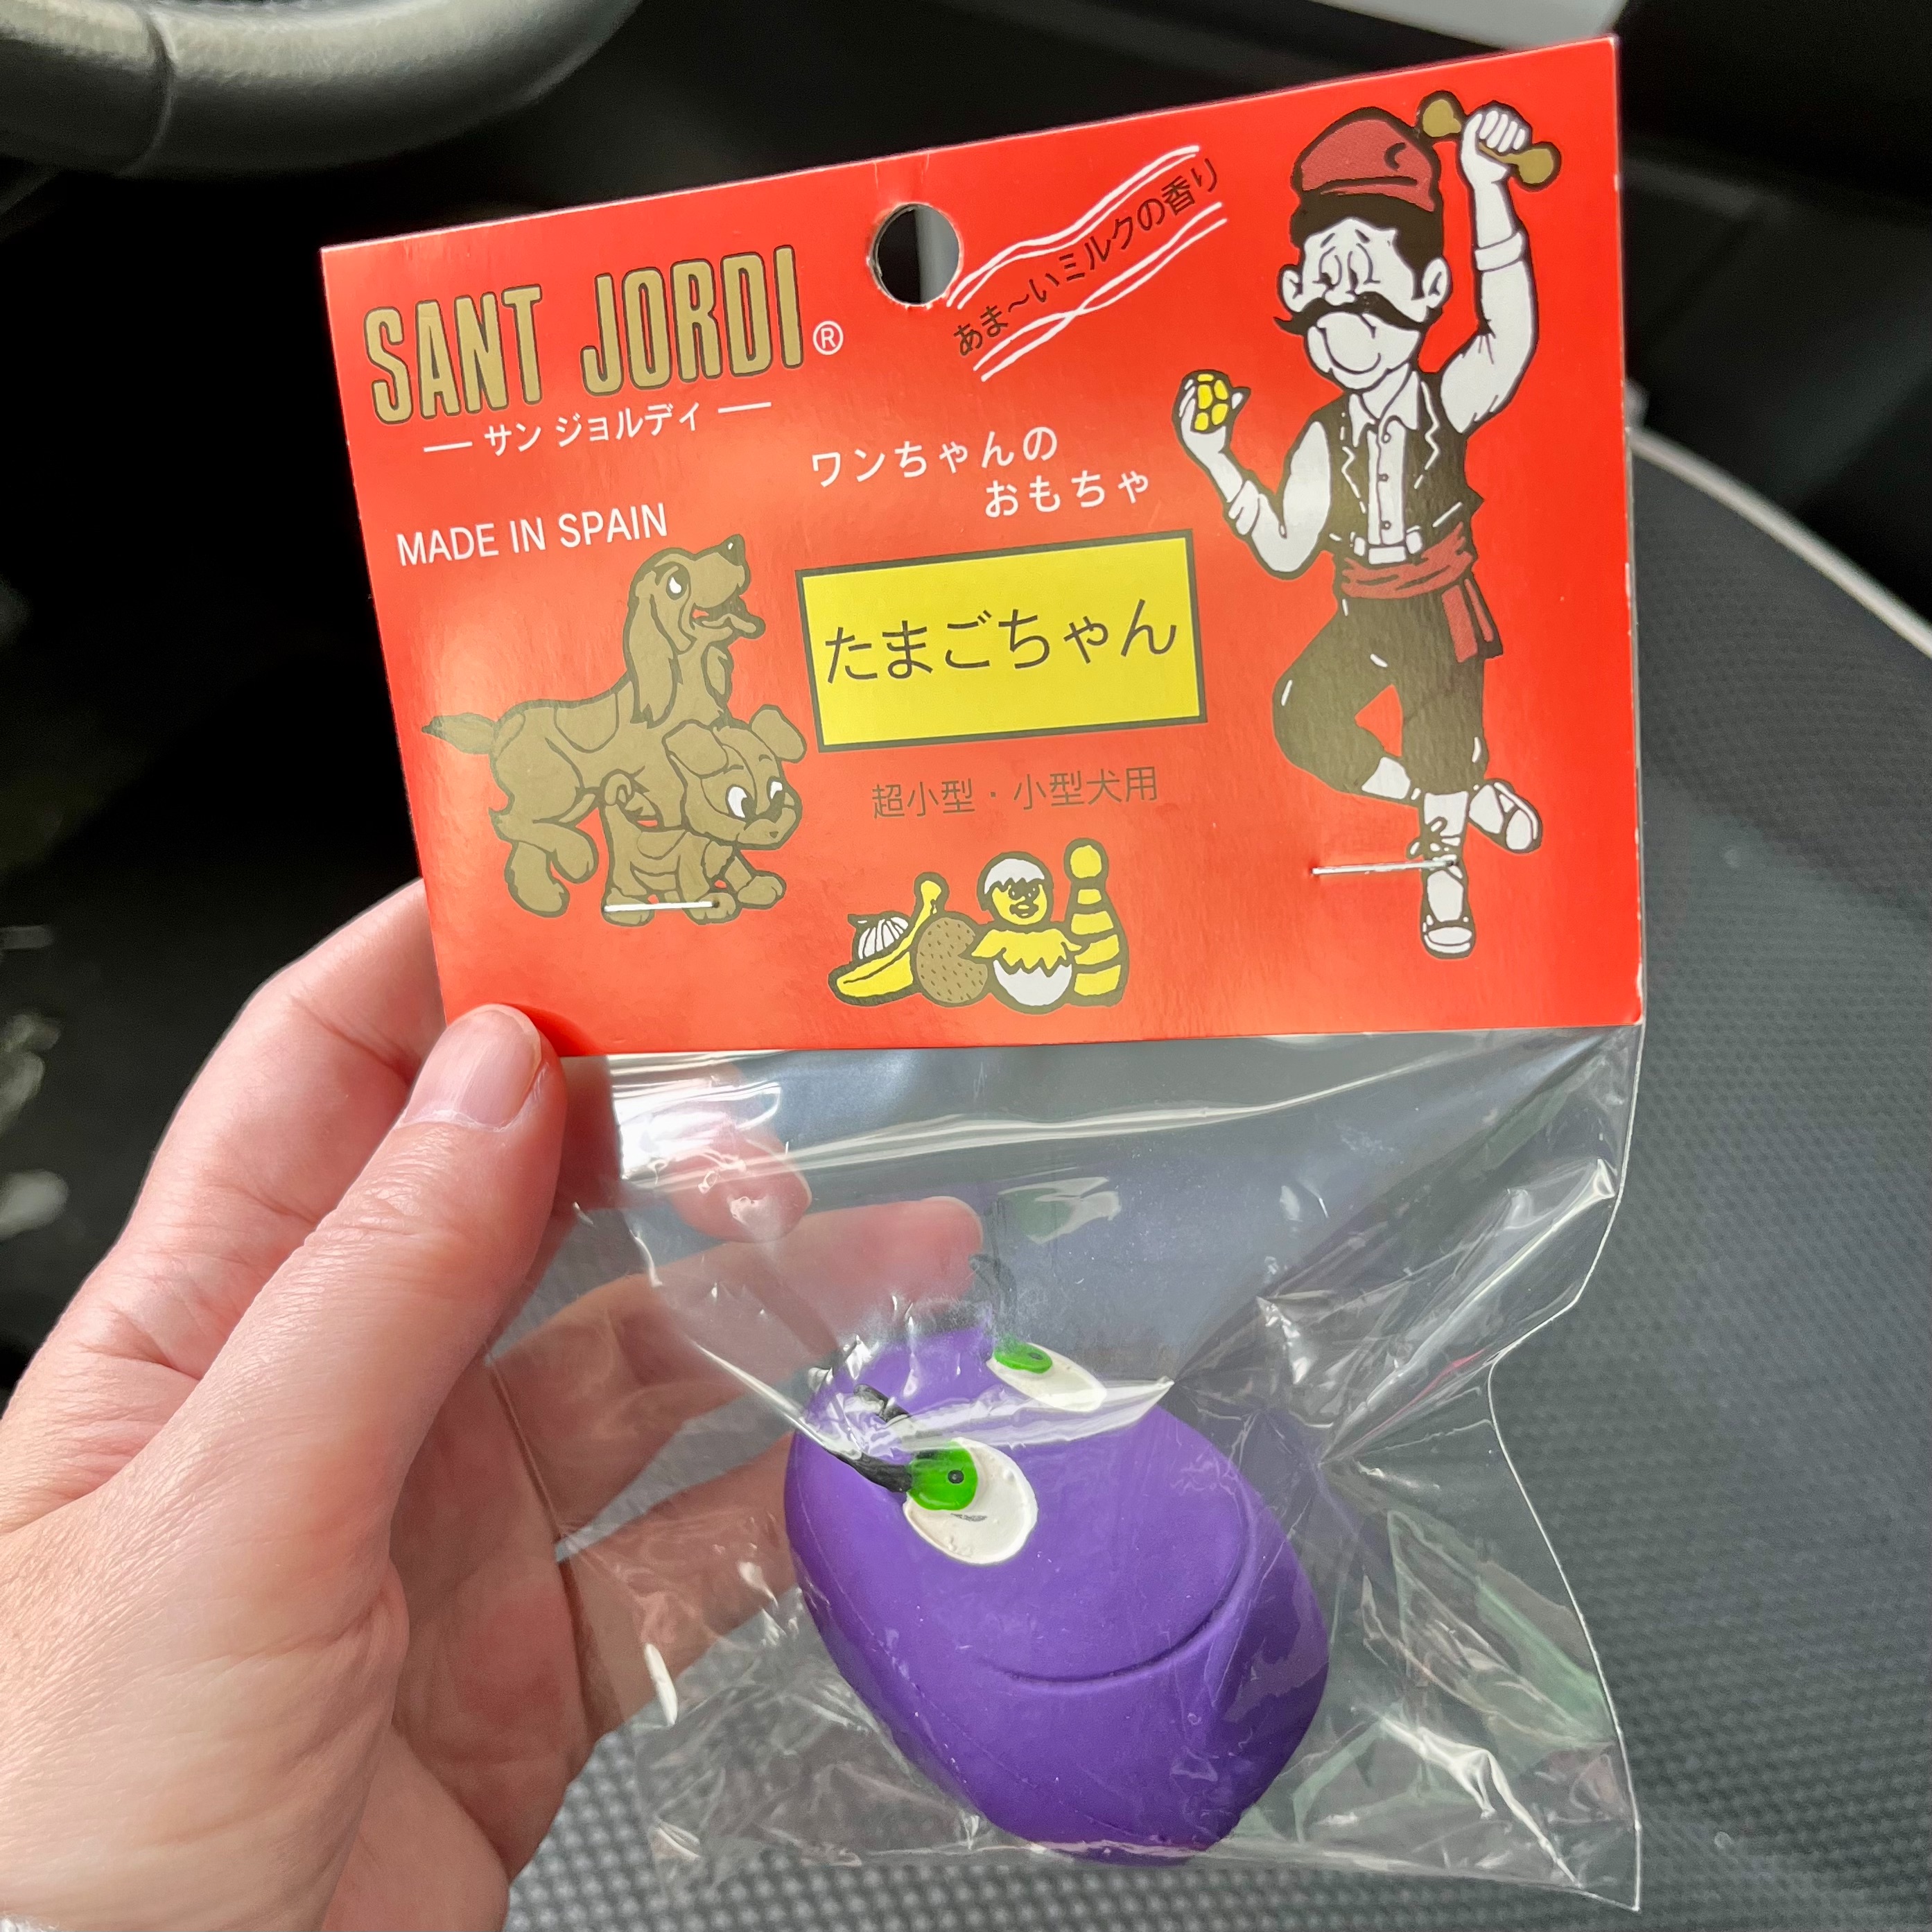 SANT JORDI®
サン ジョルディ
あま〜いミルクの香り
MADE IN SPAIN
ワンちゃんの
おもちゃ
たまごちゃん
超小型・小型犬用